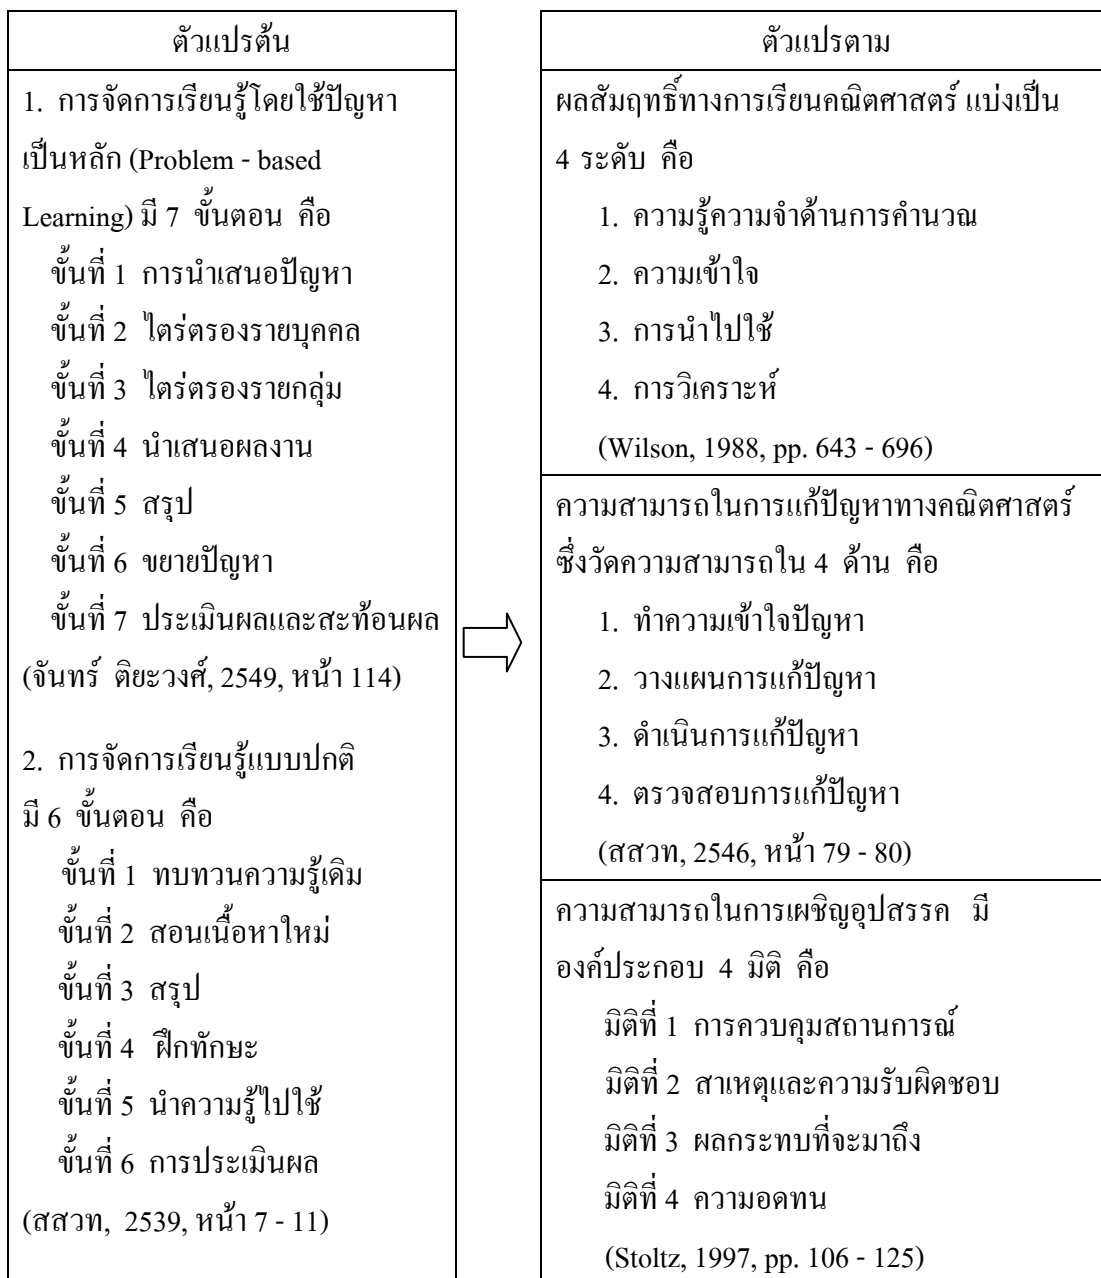 ตัวแปรต้น
1. การจัดการเรียนรู้โดยใช้ปัญหา
เป็นหลัก (Problem - based
Learning) มี 7 ขั้นตอน คือ
ขั้นที่ 1 การนำเสนอปัญหา
ขั้นที่ 2 ไตร่ตรองรายบุคคล
ขั้นที่ 3 ไตร่ตรองรายกลุ่ม
ขั้นที่ 4 นำเสนอผลงาน
ขั้นที่ 5 สรุป
ขั้นที่ 6 ขยายปัญหา
ขั้นที่ 7 ประเมินผลและสะท้อนผล
(จันทร์ ติยะวงศ์, 2549, หน้า 114)
2. การจัดการเรียนรู้แบบปกติ
มี 6 ขั้นตอน คือ
ขั้นที่ 1 ทบทวนความรู้เดิม
ขั้นที่ 2 สอนเนื้อหาใหม่
ขั้นที่ 3 สรุป
ขั้นที่ 4 ฝึกทักษะ
ขั้นที่ 5 นำความรู้ไปใช้
ขั้นที่ 6 การประเมินผล
(สสวท, 2539, หน้า 7 - 11)
ตัวแปรตาม
ผลสัมฤทธิ์ทางการเรียนคณิตศาสตร์ แบ่งเป็น
4 ระดับ คือ
1. ความรู้ความจำด้านการคำนวณ
2. ความเข้าใจ
3. การนำไปใช้
4. การวิเคราะห์
(Wilson, 1988, pp. 643 - 696)
ความสามารถในการแก้ปัญหาทางคณิตศาสตร์
ซึ่งวัดความสามารถใน 4 ด้าน คือ
1. ทำความเข้าใจปัญหา
2. วางแผนการแก้ปัญหา
3. ดำเนินการแก้ปัญหา
4. ตรวจสอบการแก้ปัญหา
(สสวท, 2546, หน้า 79 - 80)
ความสามารถในการเผชิญอุปสรรค มี
องค์ประกอบ 4 มิติ คือ
มิติที่ 1 การควบคุมสถานการณ์
มิติที่ 2 สาเหตุและความรับผิดชอบ
มิติที่ 3 ผลกระทบที่จะมาถึง
มิติที่ 4 ความอดทน
(Stoltz, 1997, pp. 106 - 125)